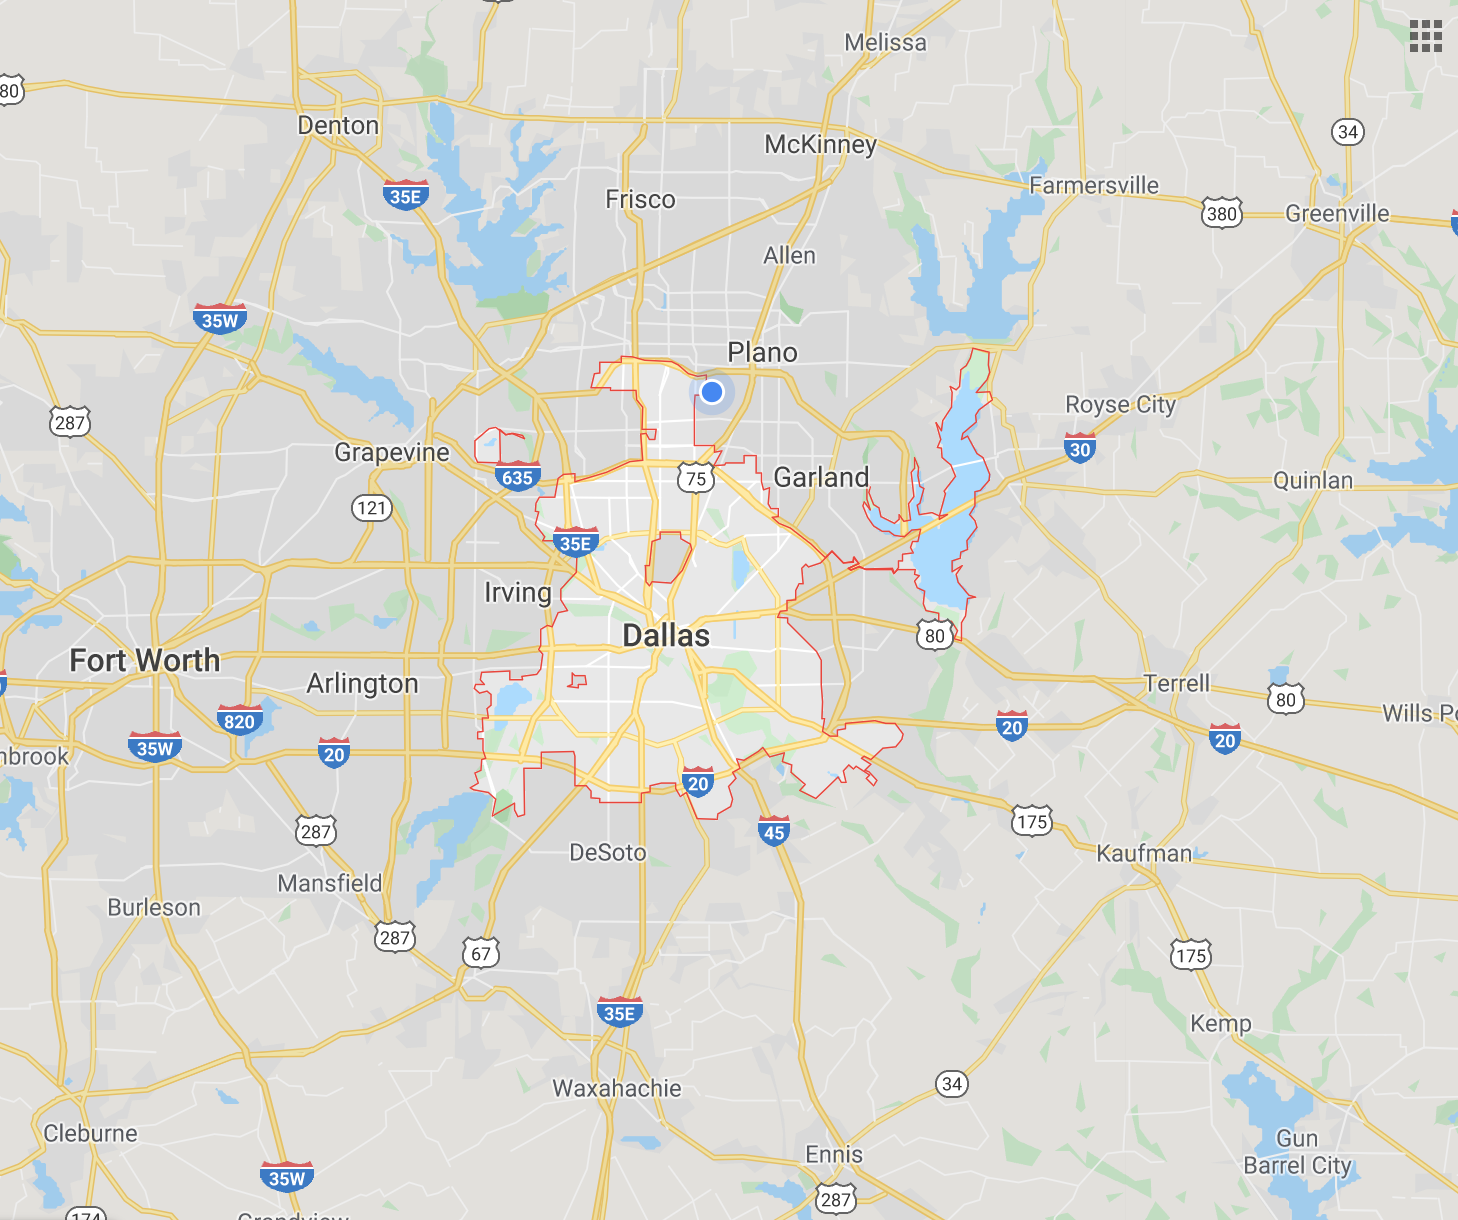 Melissa
80
Denton
34
McKinney
35E
Farmersville
Frisco
380
Greenville
Allen
35W
Plano
287
Royse City
30
Grapevine
635
75
Garland
Quinlan
121
35E
Irving
Dallas
80
Fort Worth
Arlington
Terrell
80
820
Wills Po
20
35W
20
20
nbrook
20
287
45
175
DeSoto
Kaufman
Mansfield
Burleson
287
67
175
35E
Kemp
Waxahachie
34
Cleburne
Gun
Barrel City
Ennis
35W
287
174
Grandview